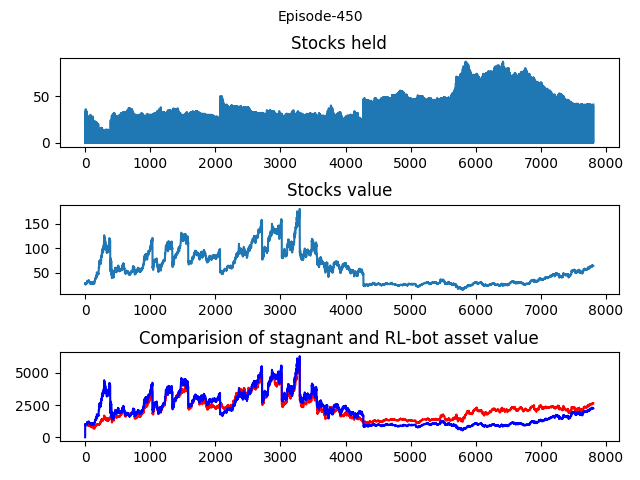 Episode-450
Stocks held
50
0
0 1000 2000 3000 4000 5000 6000 7000 8000
Stocks value
150
100
50
0 1000 2000 3000 4000 5000 6000 7000 8000
Comparision of stagnant and RL-bot asset value
5000
2500
0
0 1000 2000 3000 4000 5000 6000 7000 8000